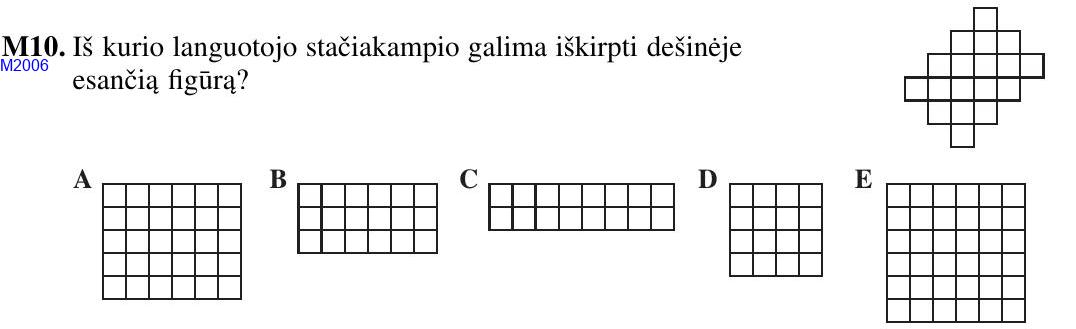 M10. Iš kurio languotojo stačiakampio galima iškirpti dešinėje
M2006
esančią figūrą?
A B C D E